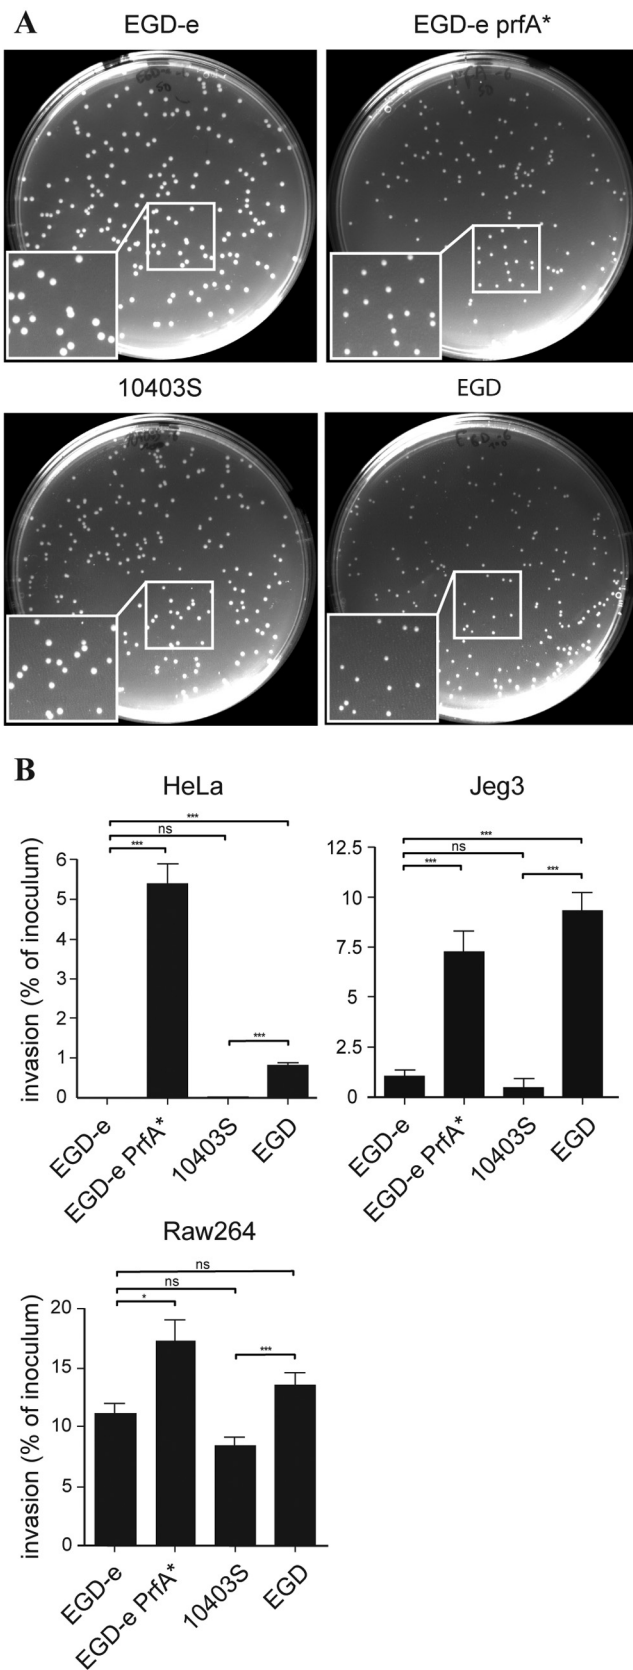 A
EGD-e
EGD-e prfA*
10403S
EGD
B
HeLa
invasion (% of inoculum)
6
5
4
3
2
1
0
***
ns
***
***
EGD-e
EGD-e PrfA*
10403S
EGD
Jeg3
12.5
10
7.5
5
2.5
0
***
ns
***
***
EGD-e
EGD-e PrfA*
10403S
EGD
Raw264
invasion (% of inoculum)
20
15
10
5
0
ns
ns
*
***
EGD-e
EGD-e PrfA*
10403S
EGD